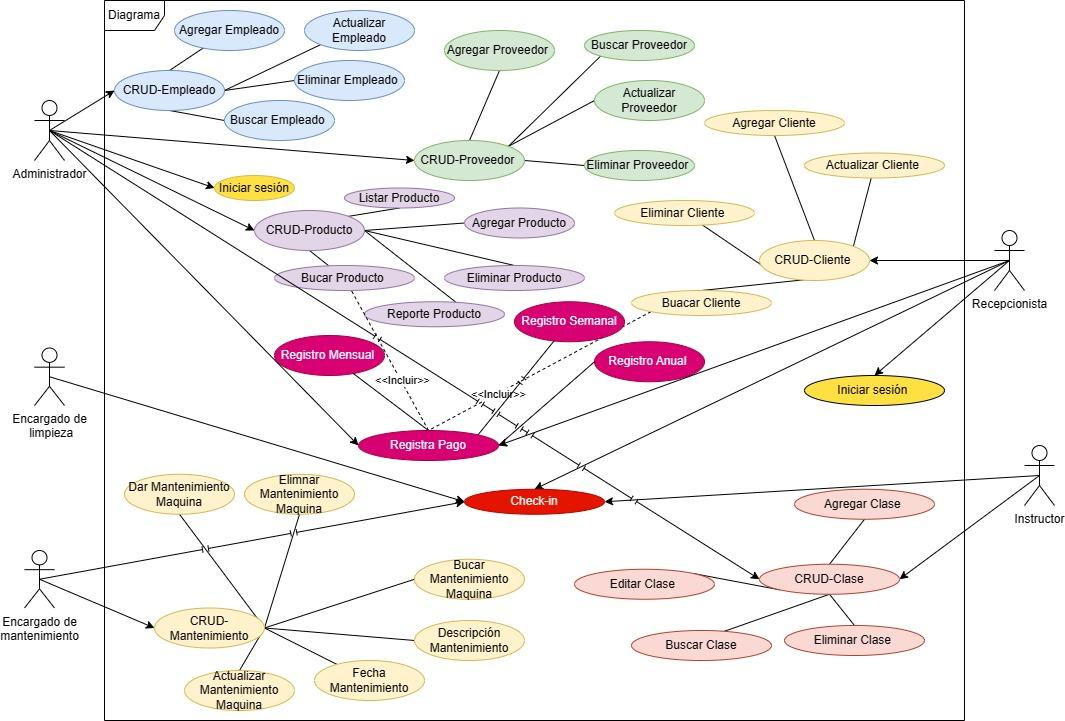 Diagrama
Agregar Empleado
Actualizar
Empleado
CRUD-Empleado
Eliminar Empleado
Buscar Empleado
Agregar Proveedor
Buscar Proveedor
Actualizar
Proveedor
CRUD-Proveedor
Eliminar Proveedor
Agregar Cliente
Actualizar Cliente
Eliminar Cliente
CRUD-Cliente
Buacar Cliente
Administrador
Iniciar sesión
Listar Producto
CRUD-Producto
Agregar Producto
Bucar Producto
Eliminar Producto
Reporte Producto
Recepcionista
Registro Semanal
Registro Mensual
Registro Anual
<<Incluir>>
<<Incluir>>
Iniciar sesión
Encargado de
limpieza
Registra Pago
Dar Mantenimiento
Maquina
Elimnar
Mantenimiento
Maquina
Check-in
Agregar Clase
Instructor
Bucar
Mantenimiento
Maquina
Editar Clase
CRUD-Clase
Encargado de
mantenimiento
CRUD-
Mantenimiento
Descripción
Mantenimiento
Buscar Clase
Eliminar Clase
Actualizar
Mantenimiento
Maquina
Fecha
Mantenimiento